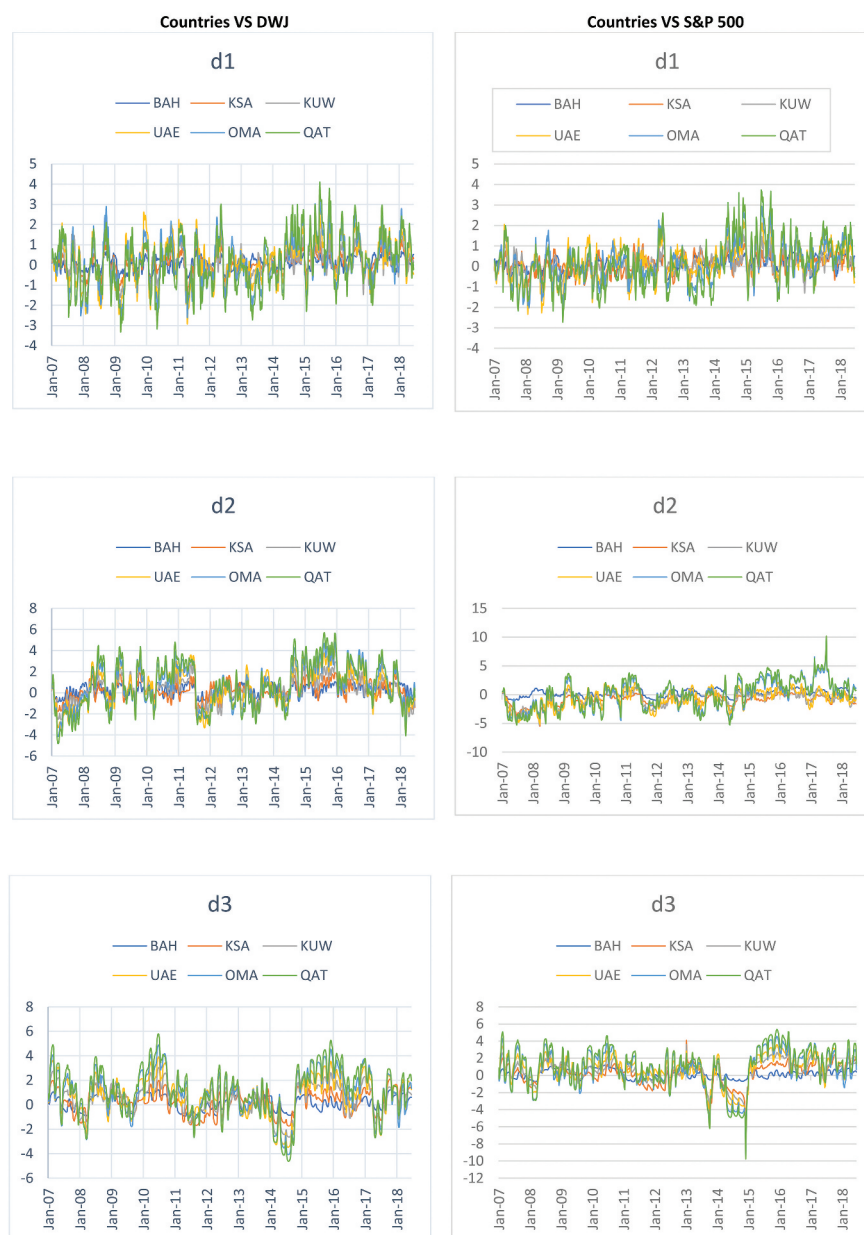 Countries VS DWJ
Countries VS S&P 500
d1
BAH KSA KUW
UAE OMA QAT
5
4
3
2
1
0
-1
-2
-3
-4
Jan-07
Jan-08
Jan-09
Jan-10
Jan-11
Jan-12
Jan-13
Jan-14
Jan-15
Jan-16
Jan-17
Jan-18
d1
BAH KSA KUW
UAE OMA QAT
5
4
3
2
1
0
-1
-2
-3
-4
Jan-07
Jan-08
Jan-09
Jan-10
Jan-11
Jan-12
Jan-13
Jan-14
Jan-15
Jan-16
Jan-17
Jan-18
d2
BAH KSA KUW
UAE OMA QAT
8
6
4
2
0
-2
-4
-6
Jan-07
Jan-08
Jan-09
Jan-10
Jan-11
Jan-12
Jan-13
Jan-14
Jan-15
Jan-16
Jan-17
Jan-18
d2
BAH KSA KUW
UAE OMA QAT
15
10
5
0
-5
-10
Jan-07
Jan-08
Jan-09
Jan-10
Jan-11
Jan-12
Jan-13
Jan-14
Jan-15
Jan-16
Jan-17
Jan-18
d3
BAH KSA KUW
UAE OMA QAT
8
6
4
2
0
-2
-4
-6
Jan-07
Jan-08
Jan-09
Jan-10
Jan-11
Jan-12
Jan-13
Jan-14
Jan-15
Jan-16
Jan-17
Jan-18
d3
BAH KSA KUW
UAE OMA QAT
8
6
4
2
0
-2
-4
-6
-8
-10
-12
Jan-07
Jan-08
Jan-09
Jan-10
Jan-11
Jan-12
Jan-13
Jan-14
Jan-15
Jan-16
Jan-17
Jan-18